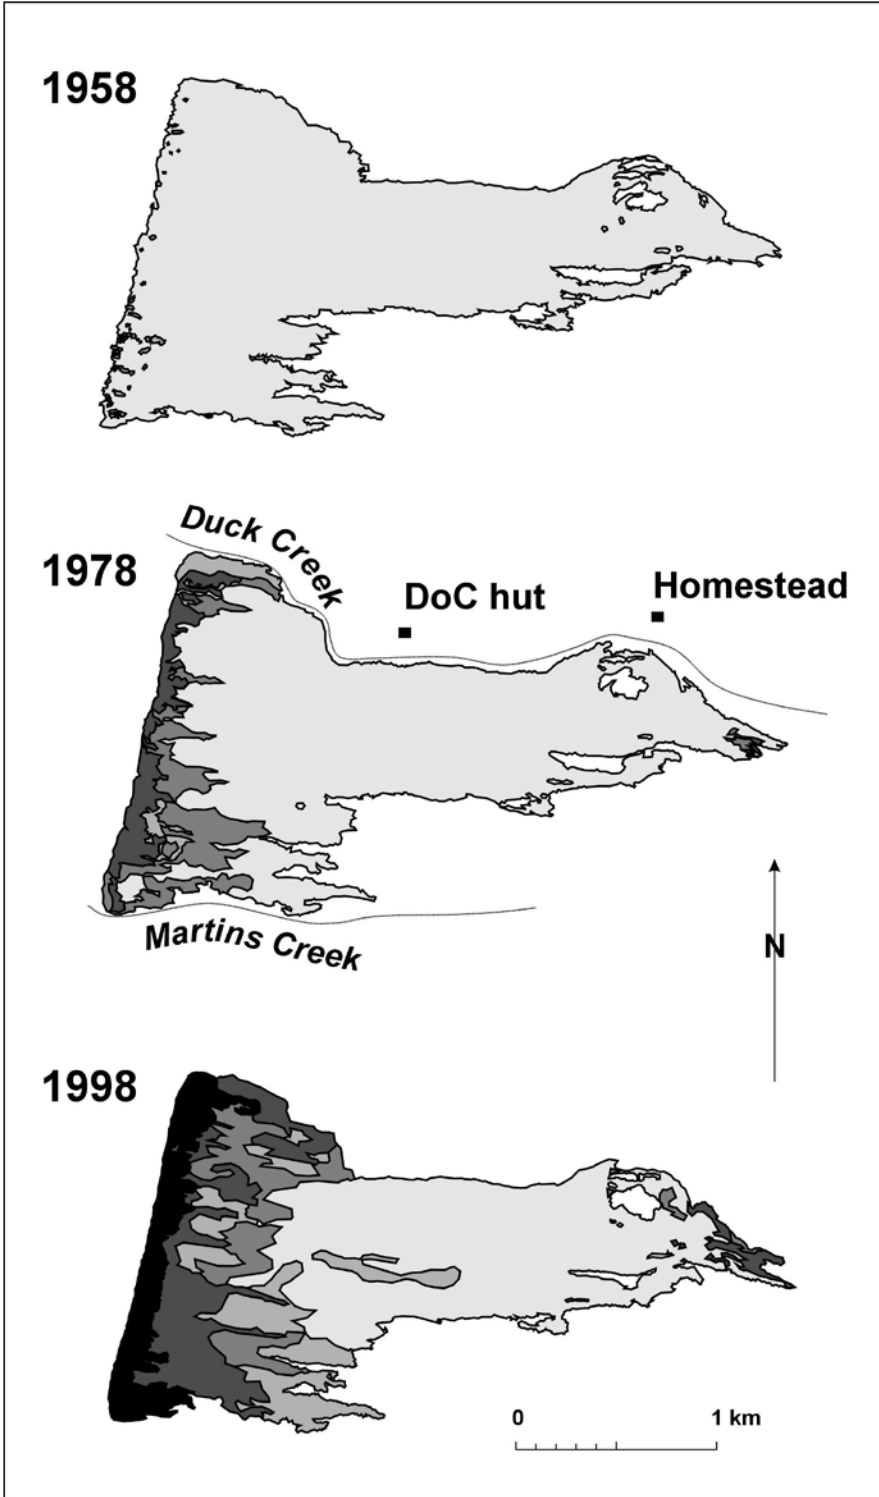 1958
1978
Duck Creek
DoC hut
Homestead
Martins Creek
N
1998
0 1 km